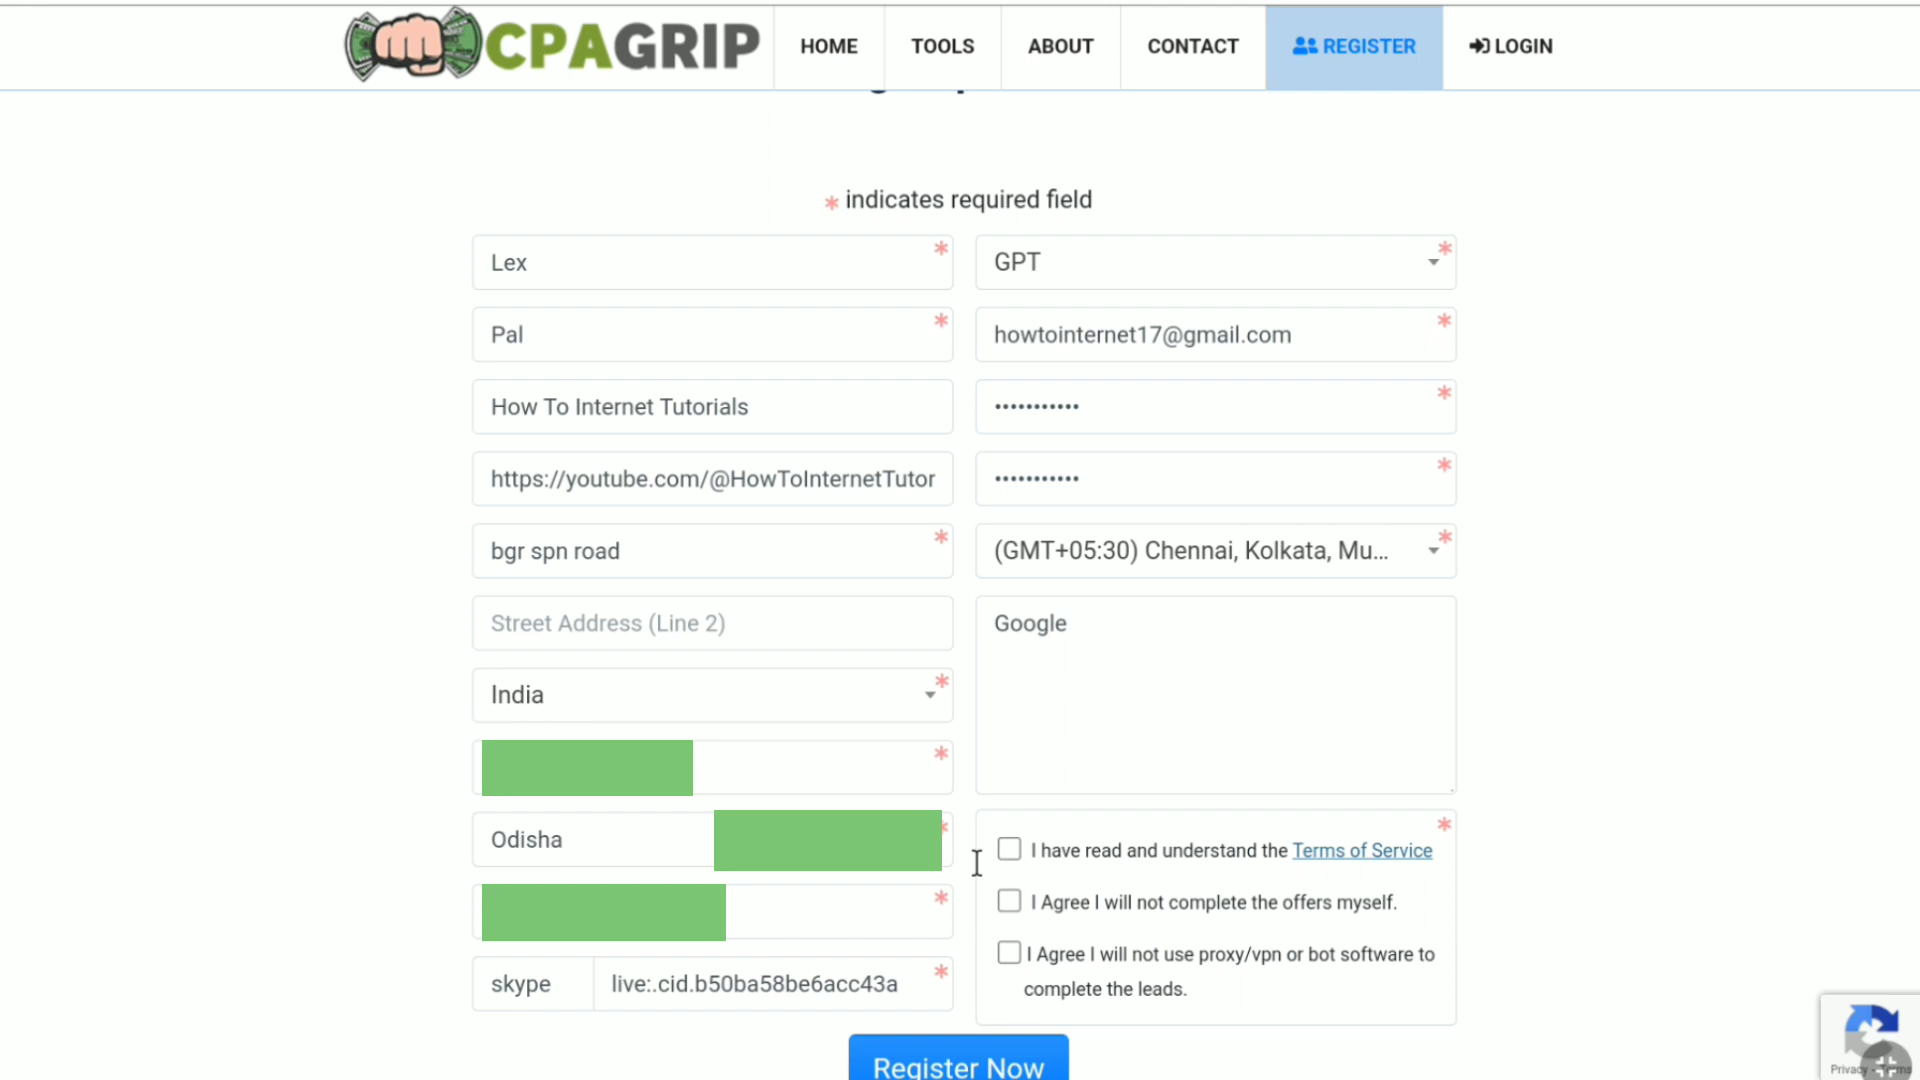 CPAGRIP
HOME
TOOLS
ABOUT
CONTACT
REGISTER
LOGIN
* indicates required field
Lex *
GPT *
Pal *
howtointernet17@gmail.com *
How To Internet Tutorials
••••••••••• *
https://youtube.com/@HowToInternetTutor
••••••••••• *
bgr spn road *
(GMT+05:30) Chennai, Kolkata, Mu... *
Street Address (Line 2)
Google
India *
*
Odisha *
*
skype live:.cid.b50ba58be6acc43a *
*
I have read and understand the Terms of Service
I Agree I will not complete the offers myself.
I Agree I will not use proxy/vpn or bot software to
complete the leads.
Register Now
Privacy - Terms